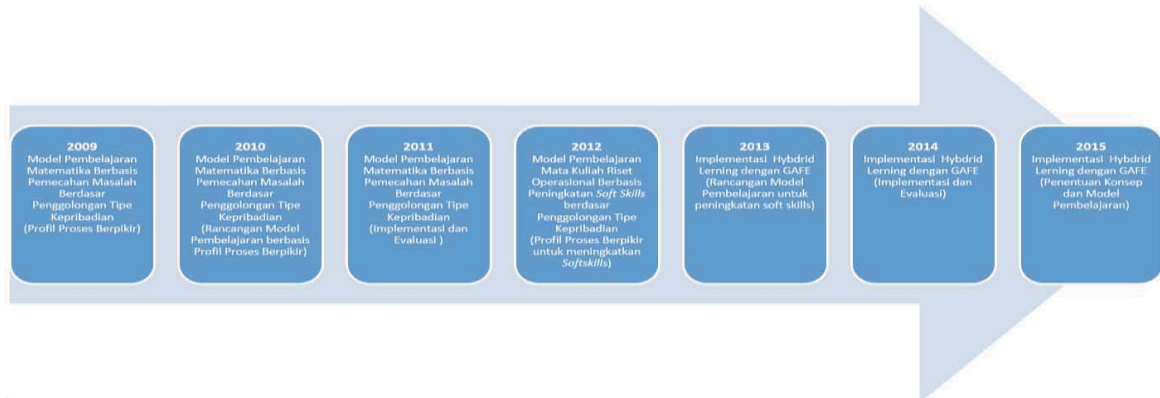 2009
Model Pembelajaran
Matematika Berbasis
Pemecahan Masalah
Berdasar
Penggolongan Tipe
Kepribadian
(Profil Proses Berpikir)
2010
Model Pembelajaran
Matematika Berbasis
Pemecahan Masalah
Berdasar
Penggolongan Tipe
Kepribadian
(Rancangan Model
Pembelajaran berbasis
Profil Proses Berpikir)
2011
Model Pembelajaran
Matematika Berbasis
Pemecahan Masalah
Berdasar
Penggolongan Tipe
Kepribadian
(Implementasi dan
Evaluasi )
2012
Model Pembelajaran
Mata Kuliah Riset
Operasional Berbasis
Peningkatan Soft Skills
berdasar
Penggolongan Tipe
Kepribadian
(Profil Proses Berpikir
untuk meningkatkan
Softskills)
2013
Implementasi Hybdrid
Lerning dengan GAFE
(Rancangan Model
Pembelajaran untuk
peningkatan soft skills)
2014
Implementasi Hybdrid
Lerning dengan GAFE
(Implementasi dan
Evaluasi)
2015
Implementasi Hybdrid
Lerning dengan GAFE
(Penentuan Konsep
dan Model
Pembelajaran)